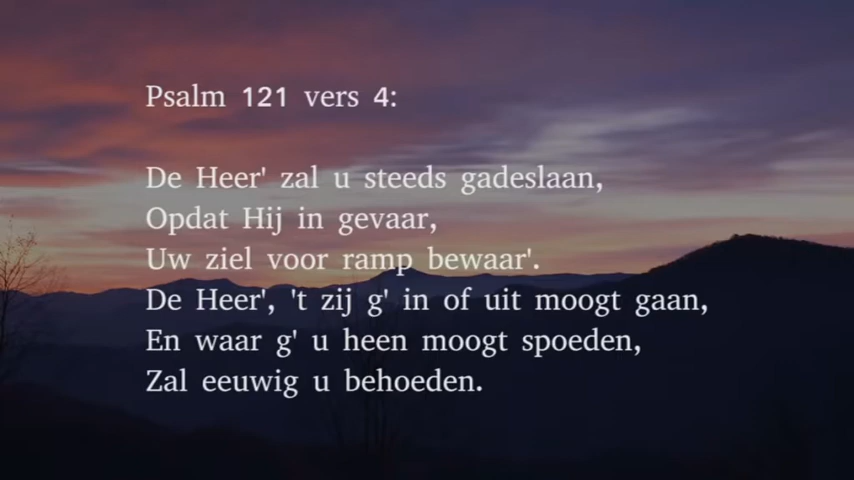 Psalm 121 vers 4:
De Heer' zal u steeds gadeslaan,
Opdat Hij in gevaar,
Uw ziel voor ramp bewaar'.
De Heer', 't zij g' in of uit moogt gaan,
En waar g' u heen moogt spoeden,
Zal eeuwig u behoeden.